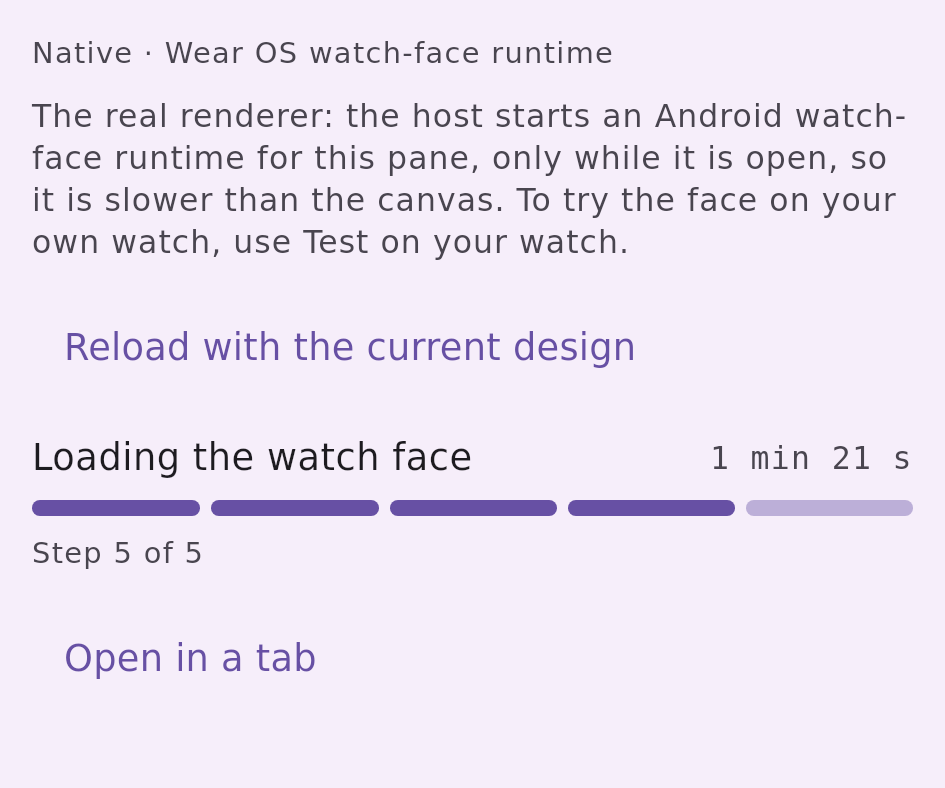 Native · Wear OS watch-face runtime
The real renderer: the host starts an Android watch-
face runtime for this pane, only while it is open, so
it is slower than the canvas. To try the face on your
own watch, use Test on your watch.
Reload with the current design
Loading the watch face 1 min 21 s
Step 5 of 5
Open in a tab